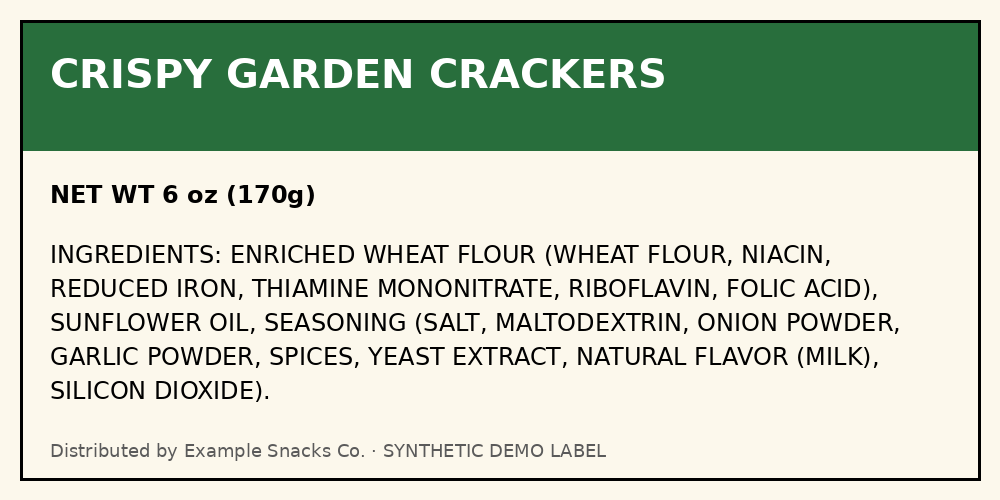 CRISPY GARDEN CRACKERS
NET WT 6 oz (170g)
INGREDIENTS: ENRICHED WHEAT FLOUR (WHEAT FLOUR, NIACIN,
REDUCED IRON, THIAMINE MONONITRATE, RIBOFLAVIN, FOLIC ACID),
SUNFLOWER OIL, SEASONING (SALT, MALTODEXTRIN, ONION POWDER,
GARLIC POWDER, SPICES, YEAST EXTRACT, NATURAL FLAVOR (MILK),
SILICON DIOXIDE).
Distributed by Example Snacks Co. · SYNTHETIC DEMO LABEL